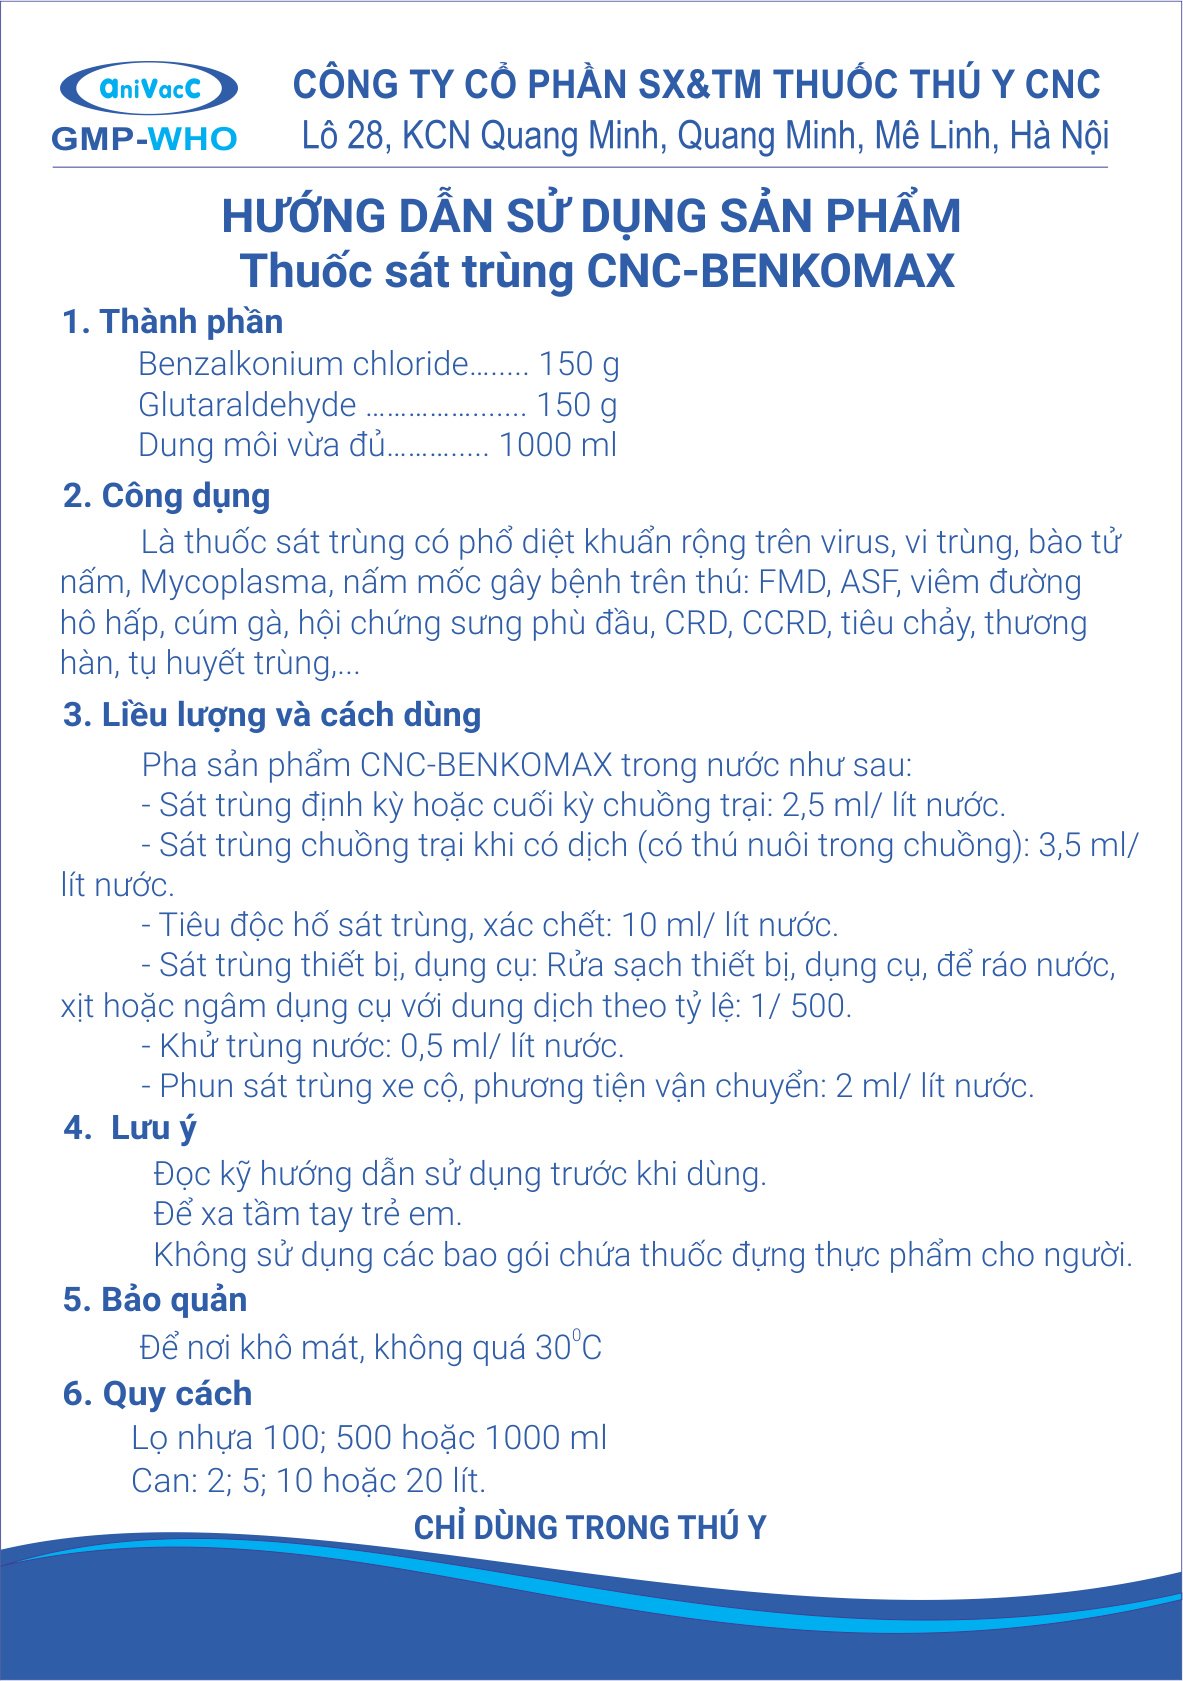 aniVacC
GMP-WHO
CÔNG TY CỔ PHẦN SX&TM THUỐC THÚ Y CNC
Lô 28, KCN Quang Minh, Quang Minh, Mê Linh, Hà Nội
HƯỚNG DẪN SỬ DỤNG SẢN PHẨM
Thuốc sát trùng CNC-BENKOMAX
1. Thành phần
Benzalkonium chloride…..... 150 g
Glutaraldehyde ……………....... 150 g
Dung môi vừa đủ………..... 1000 ml
2. Công dụng
Là thuốc sát trùng có phổ diệt khuẩn rộng trên virus, vi trùng, bào tử
nấm, Mycoplasma, nấm mốc gây bệnh trên thú: FMD, ASF, viêm đường
hô hấp, cúm gà, hội chứng sưng phù đầu, CRD, CCRD, tiêu chảy, thương
hàn, tụ huyết trùng,...
3. Liều lượng và cách dùng
Pha sản phẩm CNC-BENKOMAX trong nước như sau:
- Sát trùng định kỳ hoặc cuối kỳ chuồng trại: 2,5 ml/ lít nước.
- Sát trùng chuồng trại khi có dịch (có thú nuôi trong chuồng): 3,5 ml/
lít nước.
- Tiêu độc hố sát trùng, xác chết: 10 ml/ lít nước.
- Sát trùng thiết bị, dụng cụ: Rửa sạch thiết bị, dụng cụ, để ráo nước,
xịt hoặc ngâm dụng cụ với dung dịch theo tỷ lệ: 1/ 500.
- Khử trùng nước: 0,5 ml/ lít nước.
- Phun sát trùng xe cộ, phương tiện vận chuyển: 2 ml/ lít nước.
4. Lưu ý
Đọc kỹ hướng dẫn sử dụng trước khi dùng.
Để xa tầm tay trẻ em.
Không sử dụng các bao gói chứa thuốc đựng thực phẩm cho người.
5. Bảo quản
Để nơi khô mát, không quá 30⁰C
6. Quy cách
Lọ nhựa 100; 500 hoặc 1000 ml
Can: 2; 5; 10 hoặc 20 lít.
CHỈ DÙNG TRONG THÚ Y